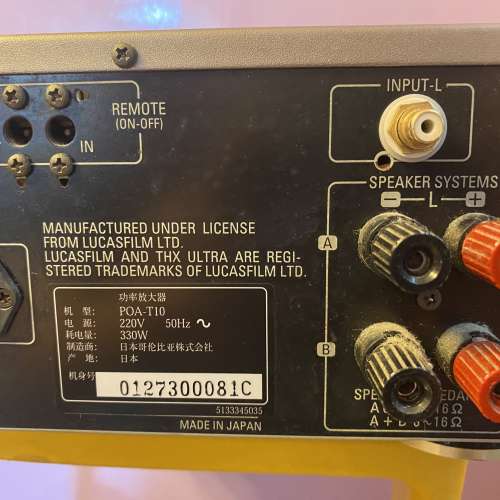 REMOTE
(ON-OFF)
IN
INPUT-L
SPEAKER SYSTEMS
− L +
A
B
MANUFACTURED UNDER LICENSE
FROM LUCASFILM LTD.
LUCASFILM AND THX ULTRA ARE REGI-
STERED TRADEMARKS OF LUCASFILM LTD.
功率放大器
机 型: POA-T10
电 源: 220V 50Hz ~
耗电量: 330W
制造商: 日本哥伦比亚株式会社
产 地: 日本
机身号 0127300081C
5133345035
MADE IN JAPAN
16Ω
A + B 16Ω